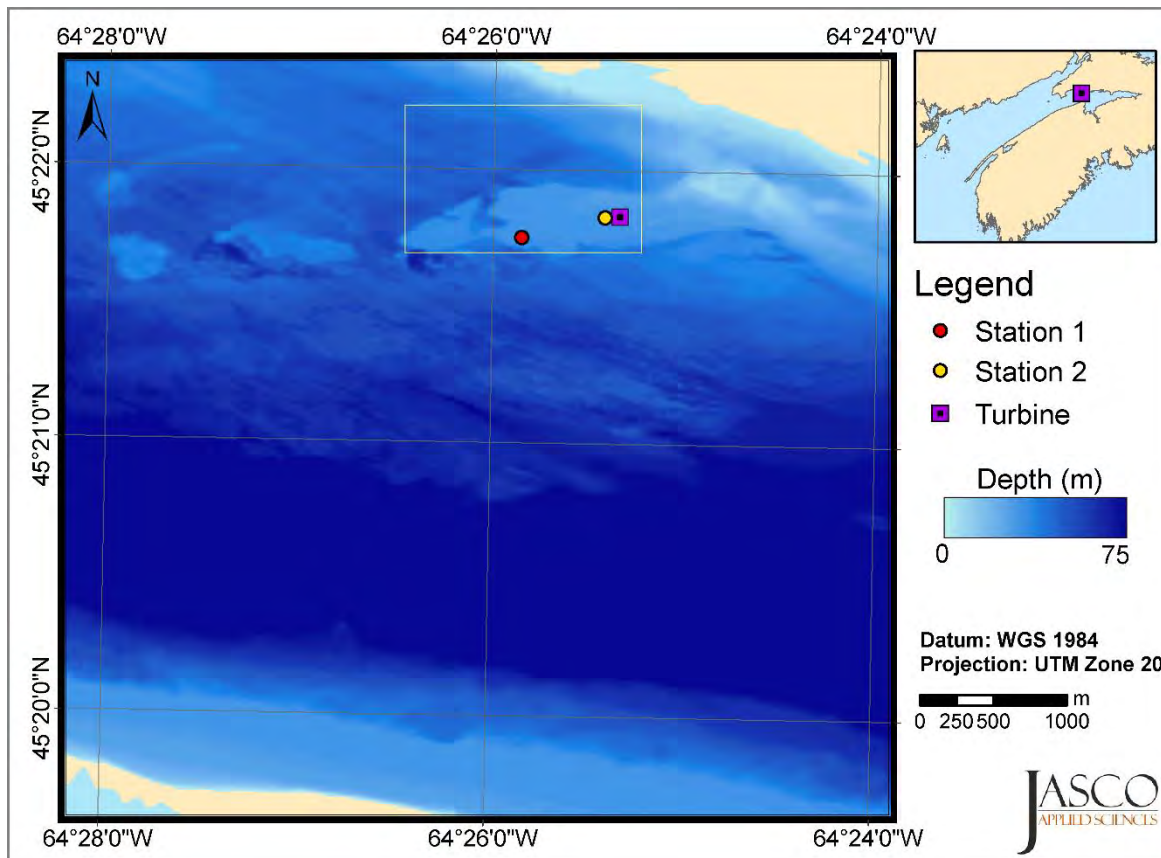 64°28'0"W 64°26'0"W 64°24'0"W
N
45°22'0"N
45°21'0"N
45°20'0"N
64°28'0"W 64°26'0"W 64°24'0"W
Legend
Station 1
Station 2
Turbine
Depth (m)
0 75
Datum: WGS 1984
Projection: UTM Zone 20
m
0 250 500 1000
JASCO
APPLIED SCIENCES